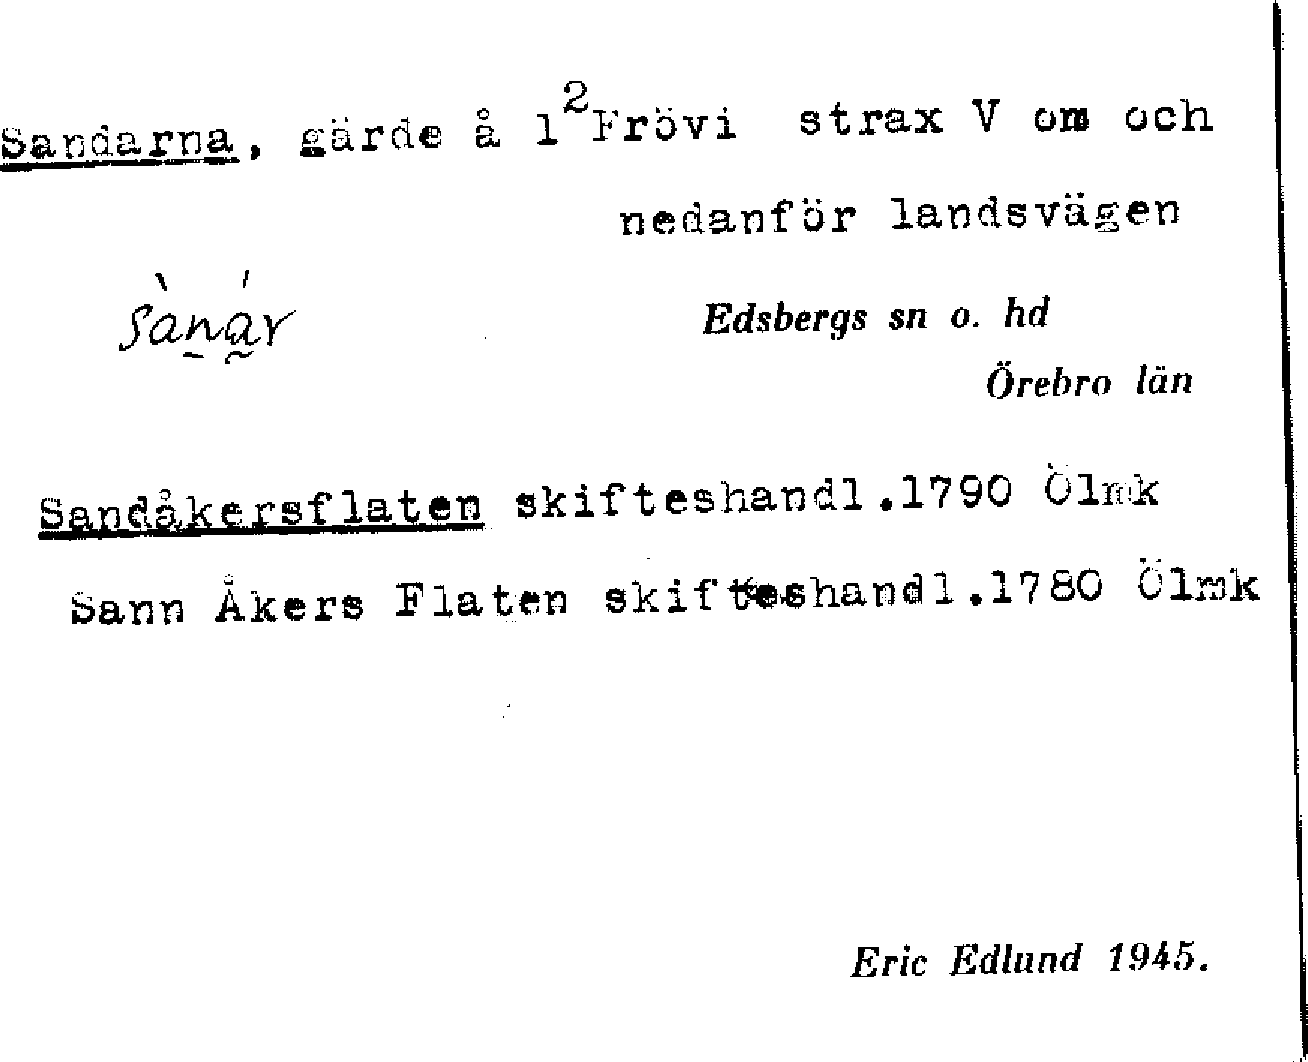 Sandarna, gärde å 1²Frövi strax V om och
nedanför landsvägen
sànár
Edsbergs sn o. hd
Örebro län
Sandåkersflaten skifteshandl.1790 Ölmk
Sann Åkers Flaten skifteshandl.1780 Ölmk
Eric Edlund 1945.